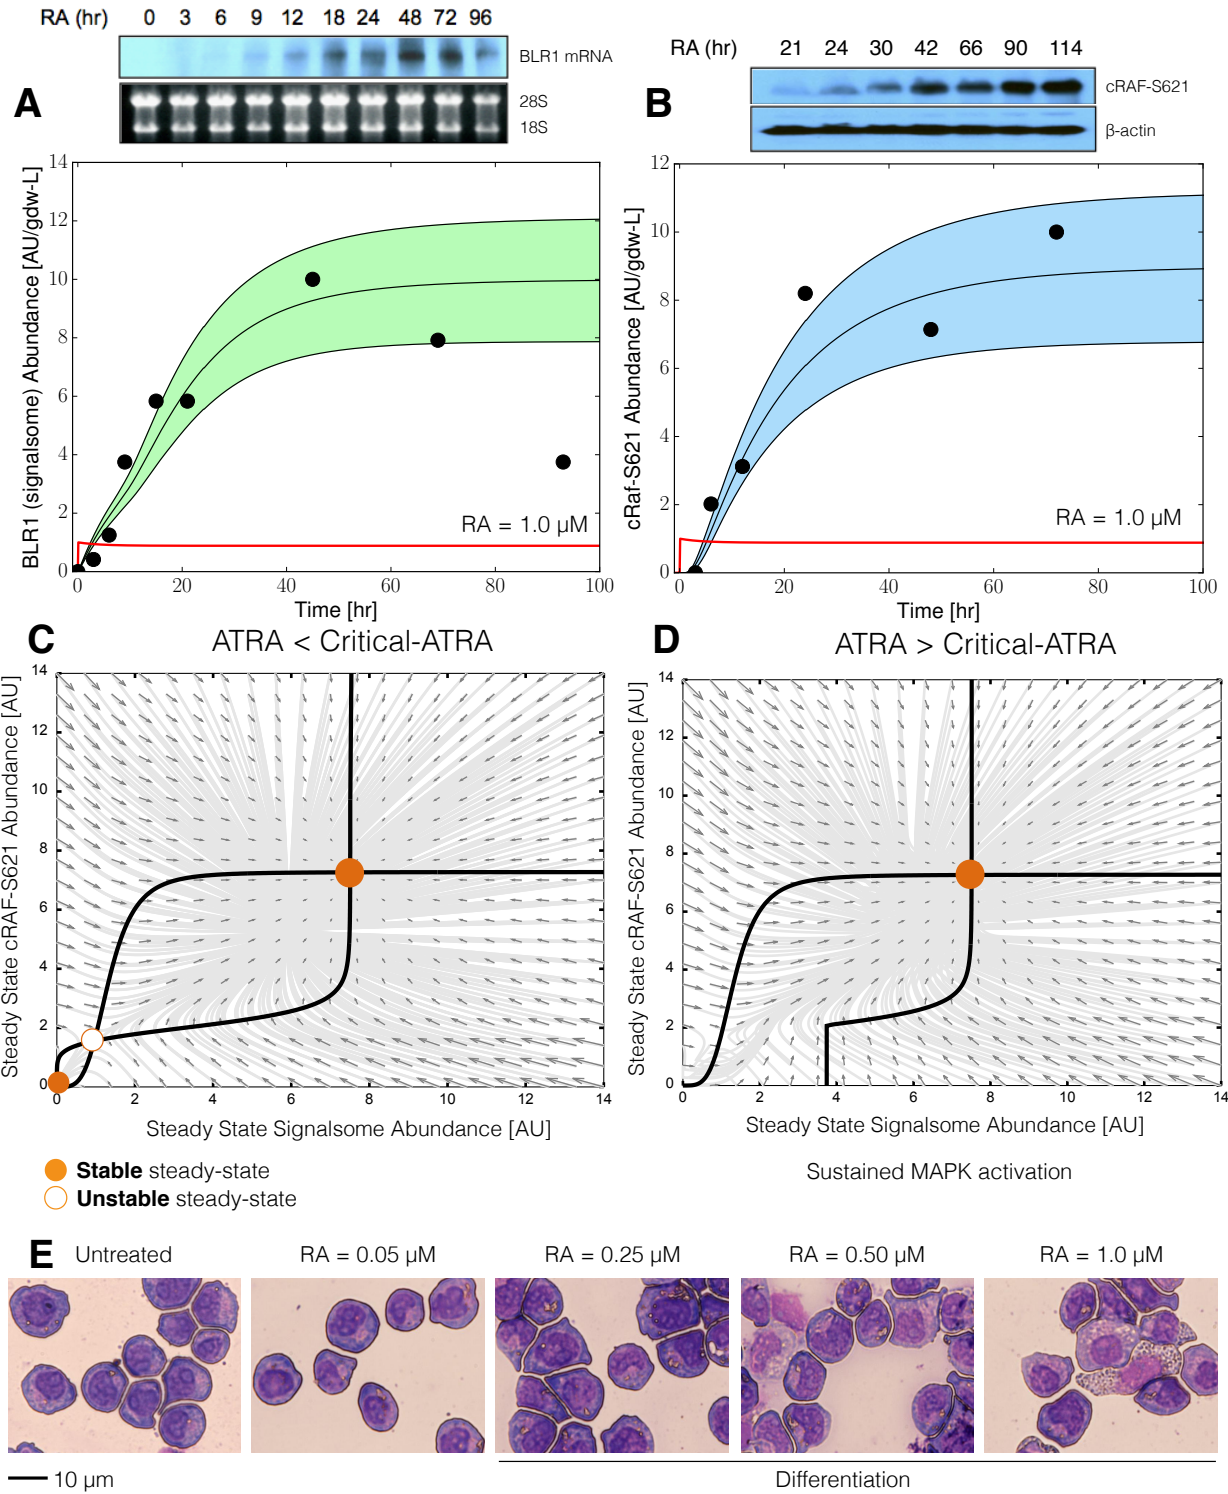 RA (hr) 0 3 6 9 12 18 24 48 72 96
BLR1 mRNA
A
28S
18S
BLR1 (signalsome) Abundance [AU/gdw-L]
14
12
10
8
6
4
2
0
RA = 1.0 µM
0 20 40 60 80 100
Time [hr]
RA (hr) 21 24 30 42 66 90 114
cRAF-S621
B
β-actin
cRaf-S621 Abundance [AU/gdw-L]
12
10
8
6
4
2
0
RA = 1.0 µM
0 20 40 60 80 100
Time [hr]
C
ATRA < Critical-ATRA
Steady State cRAF-S621 Abundance [AU]
14
12
10
8
6
4
2
0
0 2 4 6 8 10 12 14
Steady State Signalsome Abundance [AU]
Stable steady-state
Unstable steady-state
D
ATRA > Critical-ATRA
Steady State cRAF-S621 Abundance [AU]
14
12
10
8
6
4
2
0
0 2 4 6 8 10 12 14
Steady State Signalsome Abundance [AU]
Sustained MAPK activation
E
Untreated RA = 0.05 µM RA = 0.25 µM RA = 0.50 µM RA = 1.0 µM
10 µm
Differentiation